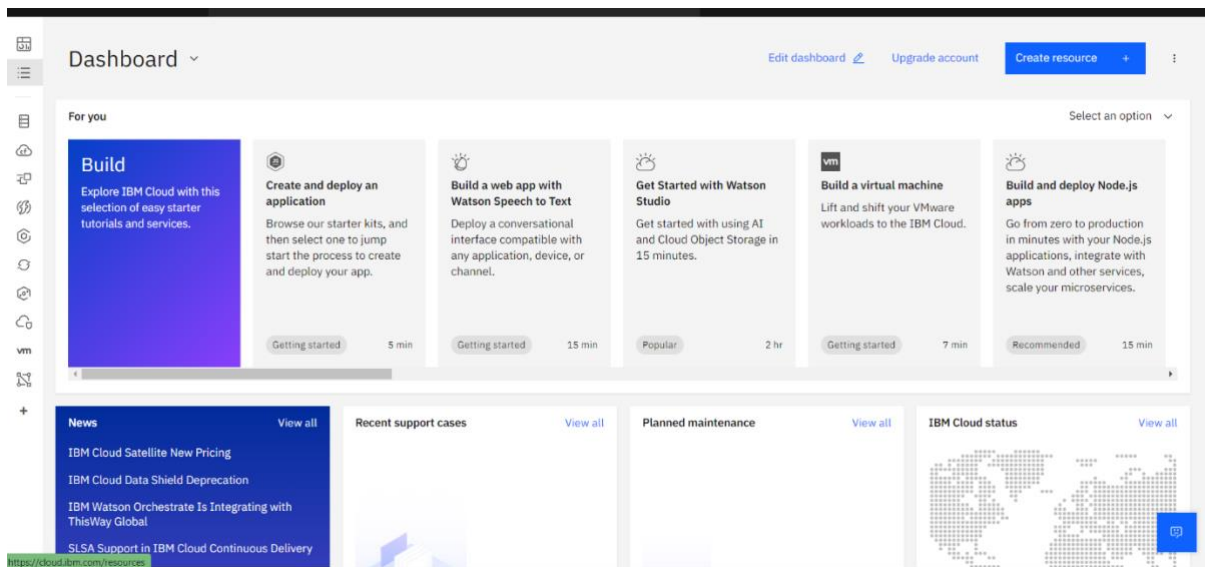 Dashboard
Edit dashboard
Upgrade account
Create resource +
For you
Select an option
Build
Explore IBM Cloud with this
selection of easy starter
tutorials and services.
Create and deploy an
application
Browse our starter kits, and
then select one to jump
start the process to create
and deploy your app.
Getting started
5 min
Build a web app with
Watson Speech to Text
Deploy a conversational
interface compatible with
any application, device, or
channel.
Getting started
15 min
Get Started with Watson
Studio
Get started with using AI
and Cloud Object Storage in
15 minutes.
Popular
2 hr
vm
Build a virtual machine
Lift and shift your VMware
workloads to the IBM Cloud.
Getting started
7 min
Build and deploy Node.js
apps
Go from zero to production
in minutes with your Node.js
applications, integrate with
Watson and other services,
scale your microservices.
Recommended
15 min
vm
News
View all
IBM Cloud Satellite New Pricing
IBM Cloud Data Shield Deprecation
IBM Watson Orchestrate Is Integrating with
ThisWay Global
SLSA Support in IBM Cloud Continuous Delivery
Recent support cases
View all
Planned maintenance
View all
IBM Cloud status
View all
https://cloud.ibm.com/resources